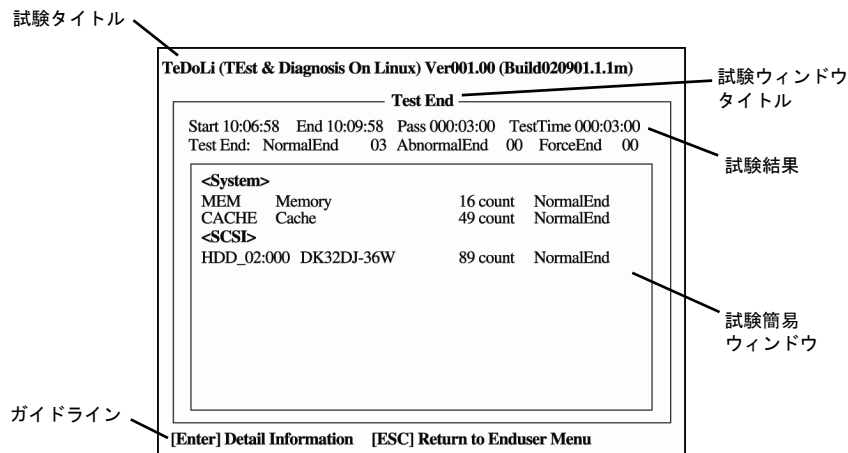 試験タイトル
TeDoLi (TEst & Diagnosis On Linux) Ver001.00 (Build020901.1.1m)
試験ウィンドウ
タイトル
Test End
Start 10:06:58 End 10:09:58 Pass 000:03:00 TestTime 000:03:00
Test End: NormalEnd 03 AbnormalEnd 00 ForceEnd 00
試験結果
<System>
MEM Memory 16 count NormalEnd
CACHE Cache 49 count NormalEnd
<SCSI>
HDD_02:000 DK32DJ-36W 89 count NormalEnd
試験簡易
ウィンドウ
ガイドライン
[Enter] Detail Information [ESC] Return to Enduser Menu